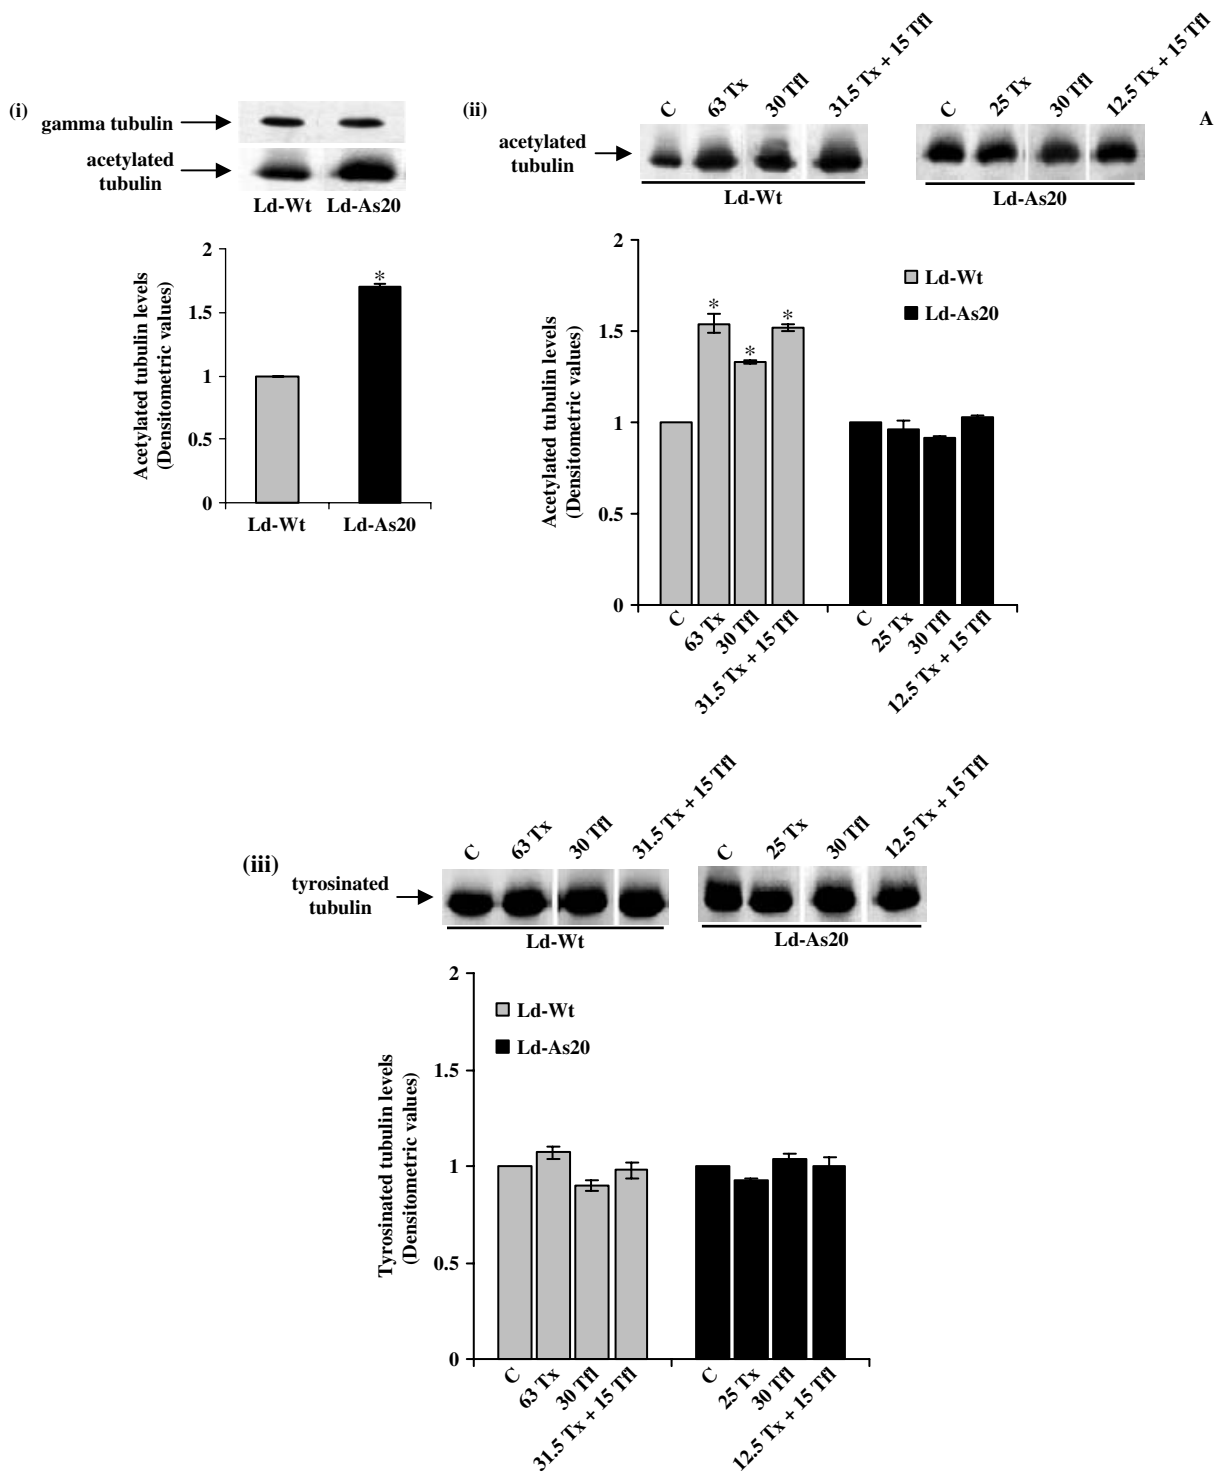 (i)
gamma tubulin
acetylated
tubulin
Ld-Wt Ld-As20
Acetylated tubulin levels
(Densitometric values)
2
1.5
1
0.5
0
*
Ld-Wt Ld-As20
(ii)
A
C 63 Tx 30 Tfl 31.5 Tx + 15 Tfl
C 25 Tx 30 Tfl 12.5 Tx + 15 Tfl
acetylated
tubulin
Ld-Wt
Ld-As20
Acetylated tubulin levels
(Densitometric values)
2
1.5
1
0.5
0
Ld-Wt
Ld-As20
* * *
C 63 Tx 30 Tfl 31.5 Tx + 15 Tfl
C 25 Tx 30 Tfl 12.5 Tx + 15 Tfl
(iii)
C 63 Tx 30 Tfl 31.5 Tx + 15 Tfl
C 25 Tx 30 Tfl 12.5 Tx + 15 Tfl
tyrosinated
tubulin
Ld-Wt
Ld-As20
Tyrosinated tubulin levels
(Densitometric values)
2
1.5
1
0.5
0
Ld-Wt
Ld-As20
C 63 Tx 30 Tfl 31.5 Tx + 15 Tfl
C 25 Tx 30 Tfl 12.5 Tx + 15 Tfl